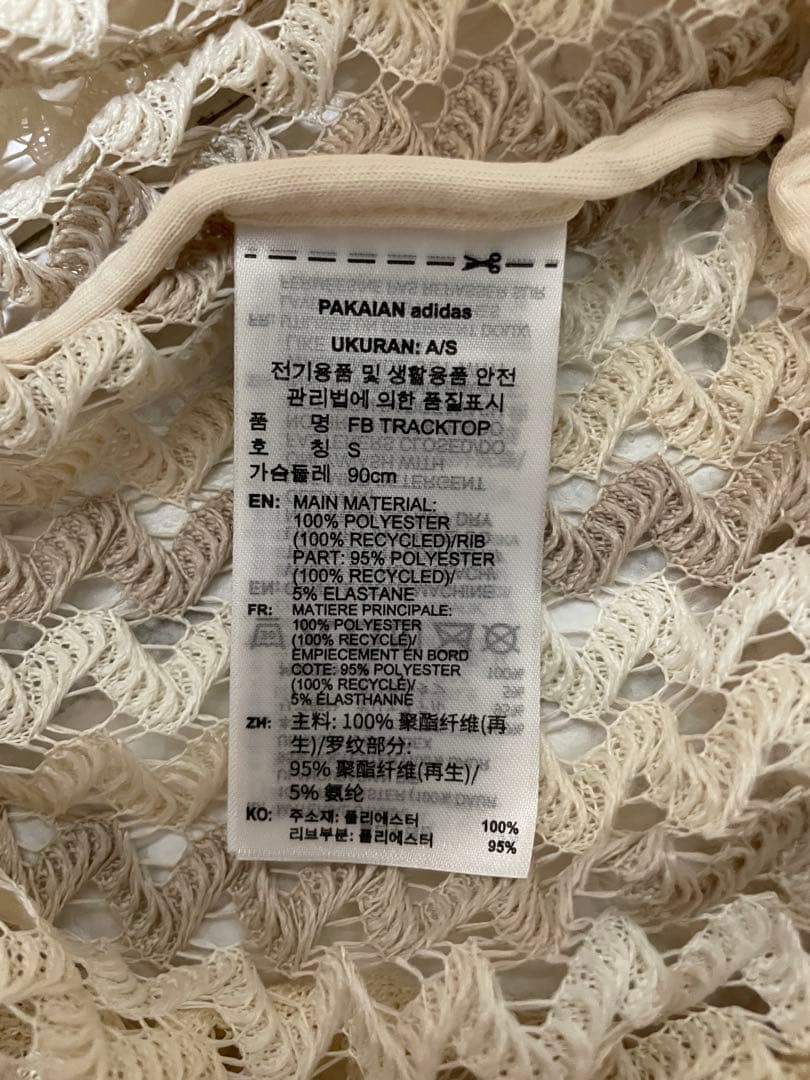 PAKAIAN adidas
UKURAN: A/S
전기용품 및 생활용품 안전
관리법에 의한 품질표시
품 명 FB TRACKTOP
호 칭 S
가슴둘레 90cm
EN: MAIN MATERIAL:
100% POLYESTER
(100% RECYCLED)/RIB
PART: 95% POLYESTER
(100% RECYCLED)/
5% ELASTANE
FR: MATIERE PRINCIPALE:
100% POLYESTER
(100% RECYCLÉ)/
EMPIECEMENT EN BORD
COTE: 95% POLYESTER
(100% RECYCLÉ)/
5% ÉLASTHANNE
ZH: 主料: 100% 聚酯纤维(再
生)/罗纹部分:
95% 聚酯纤维(再生)/
5% 氨纶
KO: 주소재: 폴리에스터 100%
리브부분: 폴리에스터 95%